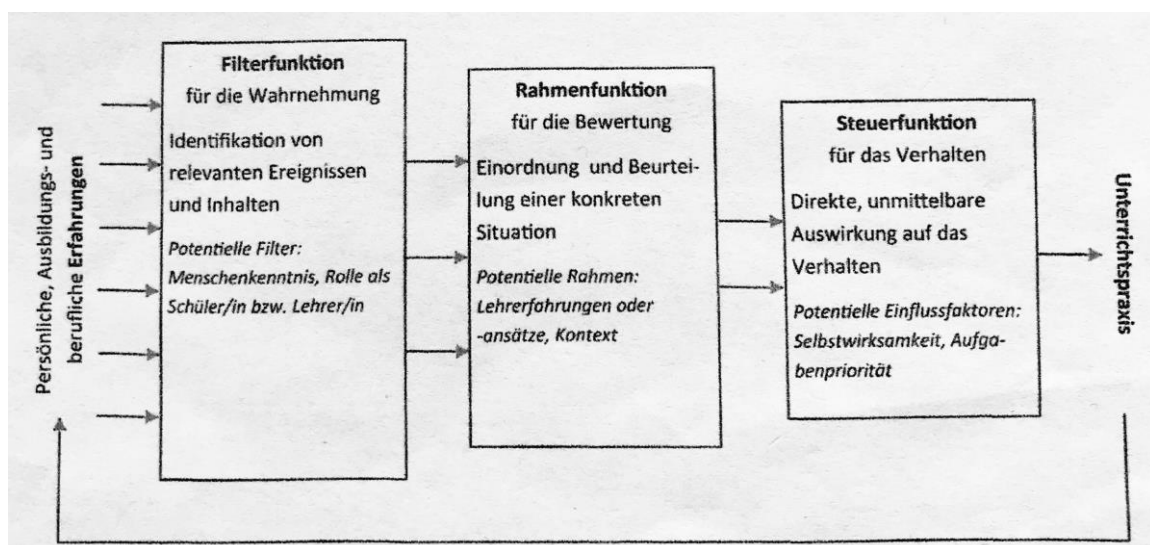 Persönliche, Ausbildungs- und
berufliche Erfahrungen
Filterfunktion
für die Wahrnehmung
Identifikation von
relevanten Ereignissen
und Inhalten
Potentielle Filter:
Menschenkenntnis, Rolle als
Schüler/in bzw. Lehrer/in
Rahmenfunktion
für die Bewertung
Einordnung und Beurtei-
lung einer konkreten
Situation
Potentielle Rahmen:
Lehrerfahrungen oder
-ansätze, Kontext
Steuerfunktion
für das Verhalten
Direkte, unmittelbare
Auswirkung auf das
Verhalten
Potentielle Einflussfaktoren:
Selbstwirksamkeit, Aufga-
benpriorität
Unterrichtspraxis